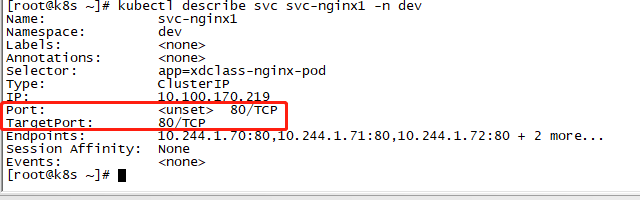 [root@k8s ~]# kubectl describe svc svc-nginx1 -n dev
Name: svc-nginx1
Namespace: dev
Labels: <none>
Annotations: <none>
Selector: app=xdclass-nginx-pod
Type: ClusterIP
IP: 10.100.170.219
Port: <unset> 80/TCP
TargetPort: 80/TCP
Endpoints: 10.244.1.70:80,10.244.1.71:80,10.244.1.72:80 + 2 more...
Session Affinity: None
Events: <none>
[root@k8s ~]#